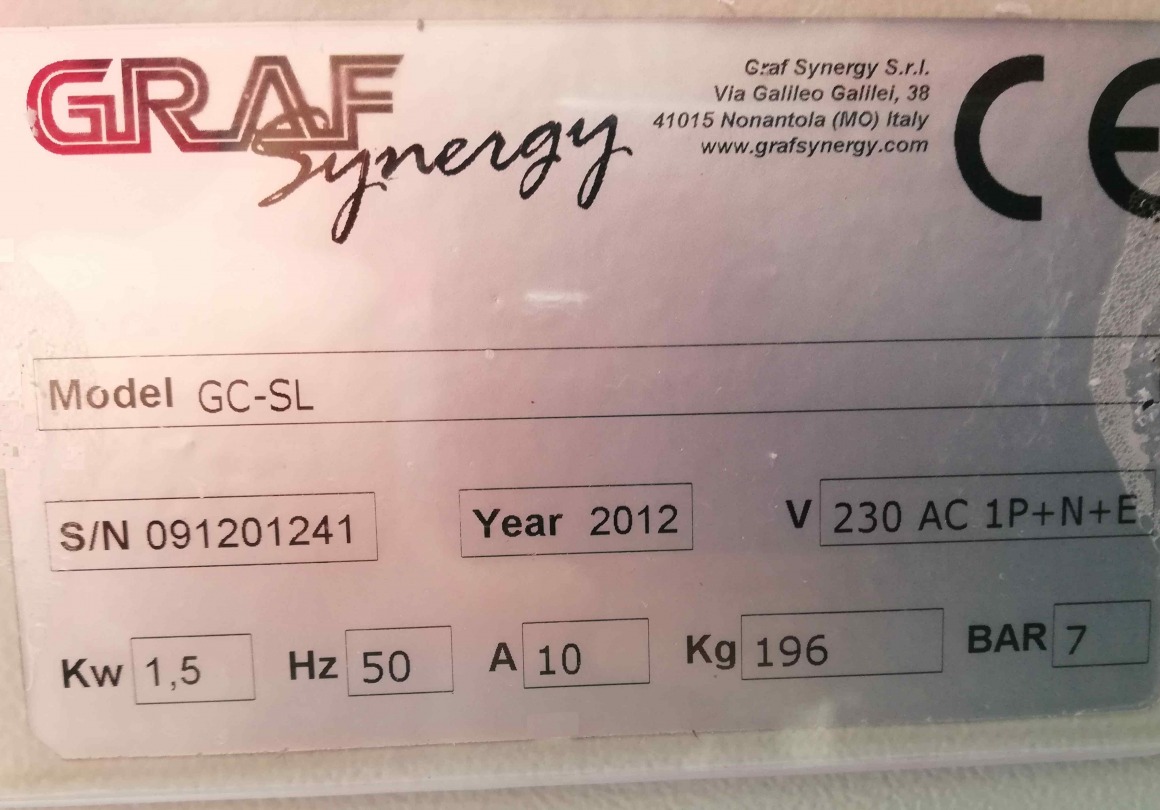 GRAF
Synergy
Graf Synergy S.r.l.
Via Galileo Galilei, 38
41015 Nonantola (MO) Italy
www.grafsynergy.com
CE
Model GC-SL
S/N 091201241
Year 2012
V 230 AC 1P+N+E
Kw 1,5
Hz 50
A 10
Kg 196
BAR 7